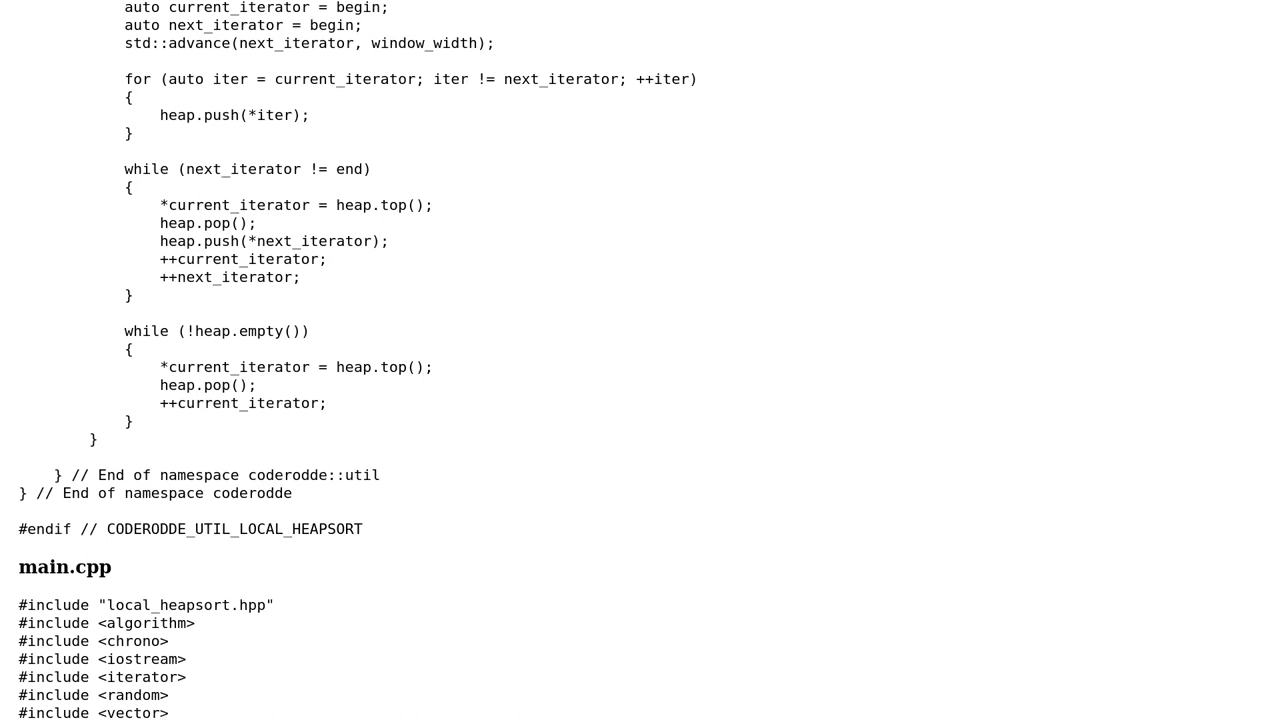 auto current_iterator = begin;
auto next_iterator = begin;
std::advance(next_iterator, window_width);
for (auto iter = current_iterator; iter != next_iterator; ++iter)
{
heap.push(*iter);
}
while (next_iterator != end)
{
*current_iterator = heap.top();
heap.pop();
heap.push(*next_iterator);
++current_iterator;
++next_iterator;
}
while (!heap.empty())
{
*current_iterator = heap.top();
heap.pop();
++current_iterator;
}
}
} // End of namespace coderodde::util
} // End of namespace coderodde
#endif // CODERODDE_UTIL_LOCAL_HEAPSORT
main.cpp
#include "local_heapsort.hpp"
#include <algorithm>
#include <chrono>
#include <iostream>
#include <iterator>
#include <random>
#include <vector>